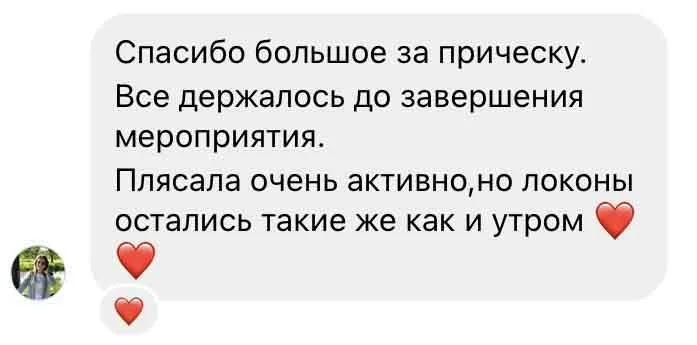 Спасибо большое за прическу.
Все держалось до завершения
мероприятия.
Плясала очень активно,но локоны
остались такие же как и утром ❤️
❤️
❤️